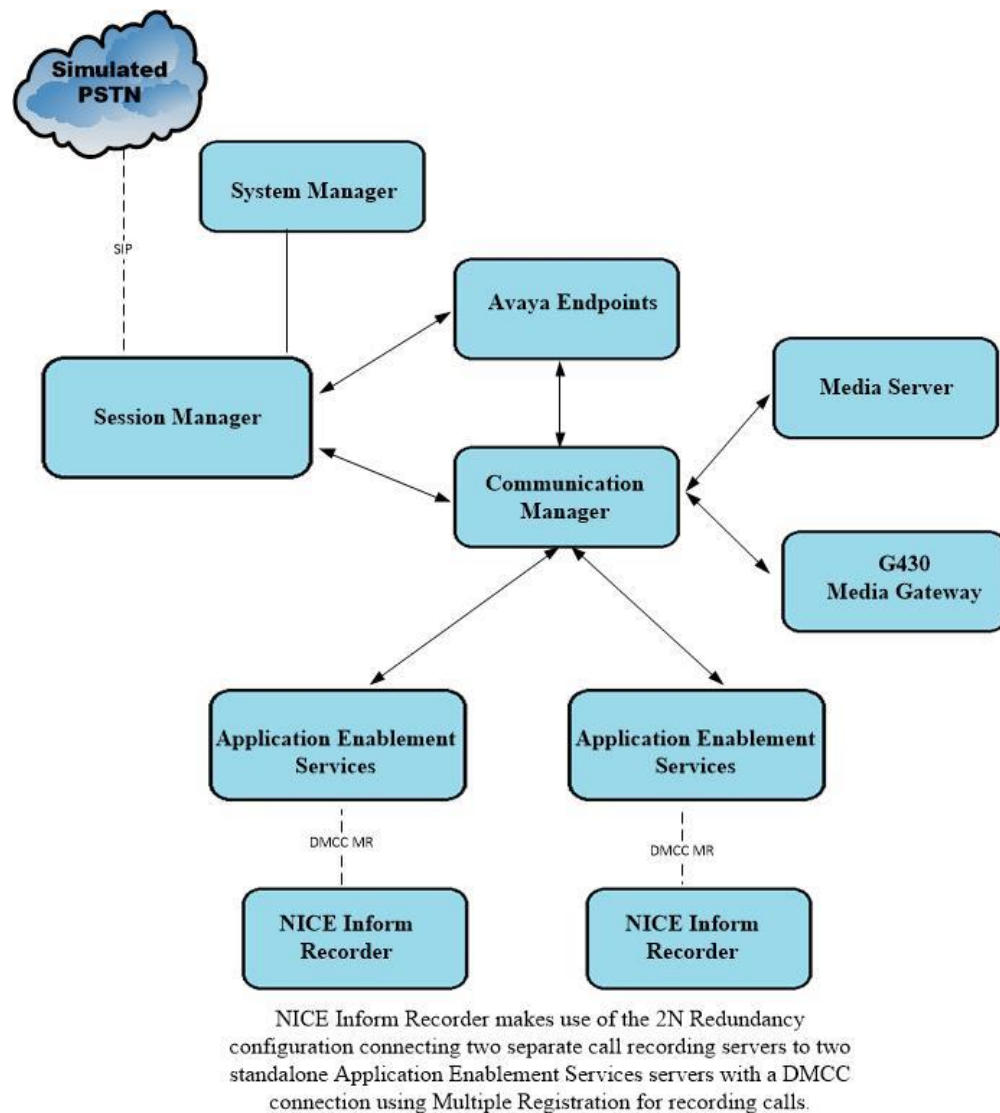 Simulated
PSTN
System Manager
SIP
Avaya Endpoints
Session Manager
Media Server
Communication
Manager
G430
Media Gateway
Application Enablement
Services
Application Enablement
Services
DMCC MR
DMCC MR
NICE Inform
Recorder
NICE Inform
Recorder
NICE Inform Recorder makes use of the 2N Redundancy
configuration connecting two separate call recording servers to two
standalone Application Enablement Services servers with a DMCC
connection using Multiple Registration for recording calls.